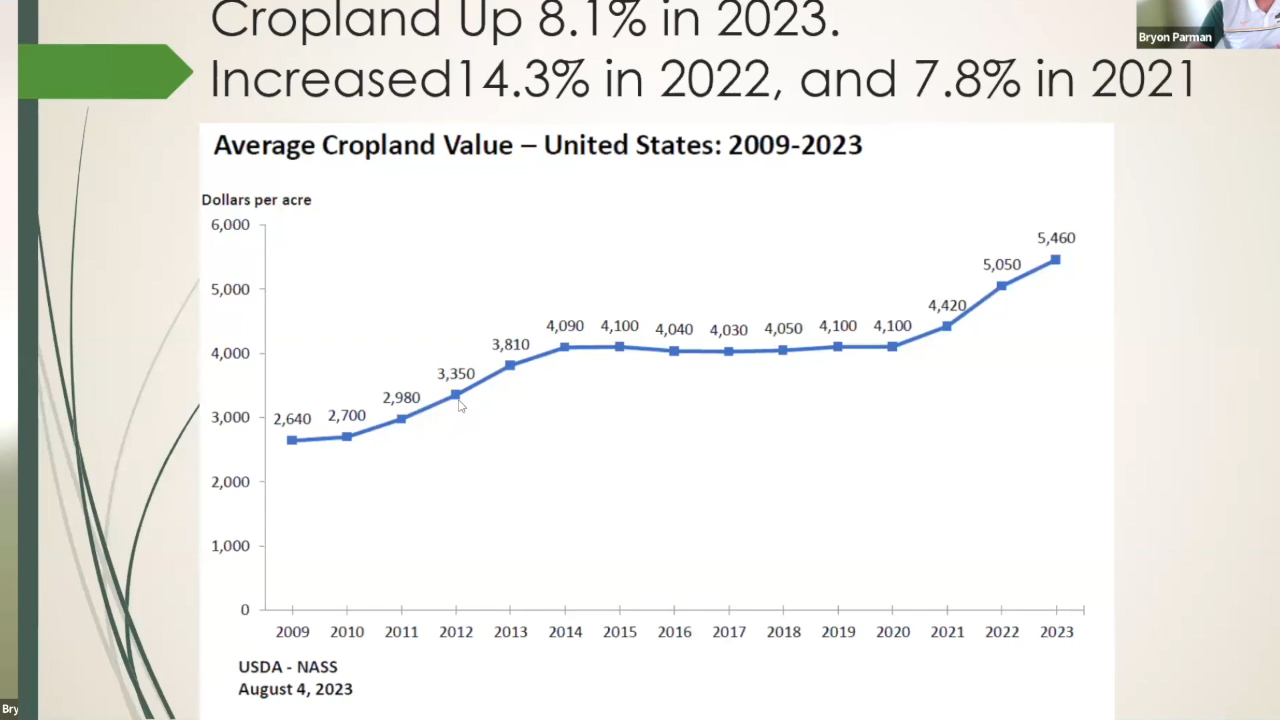 Cropland Up 8.1% in 2023.
Increased14.3% in 2022, and 7.8% in 2021
Bryon Parman
Average Cropland Value – United States: 2009-2023
Dollars per acre
6,000
5,000
4,000
3,000
2,000
1,000
0
2,640
2,700
2,980
3,350
3,810
4,090
4,100
4,040
4,030
4,050
4,100
4,100
4,420
5,050
5,460
2009 2010 2011 2012 2013 2014 2015 2016 2017 2018 2019 2020 2021 2022 2023
USDA - NASS
August 4, 2023
Bry